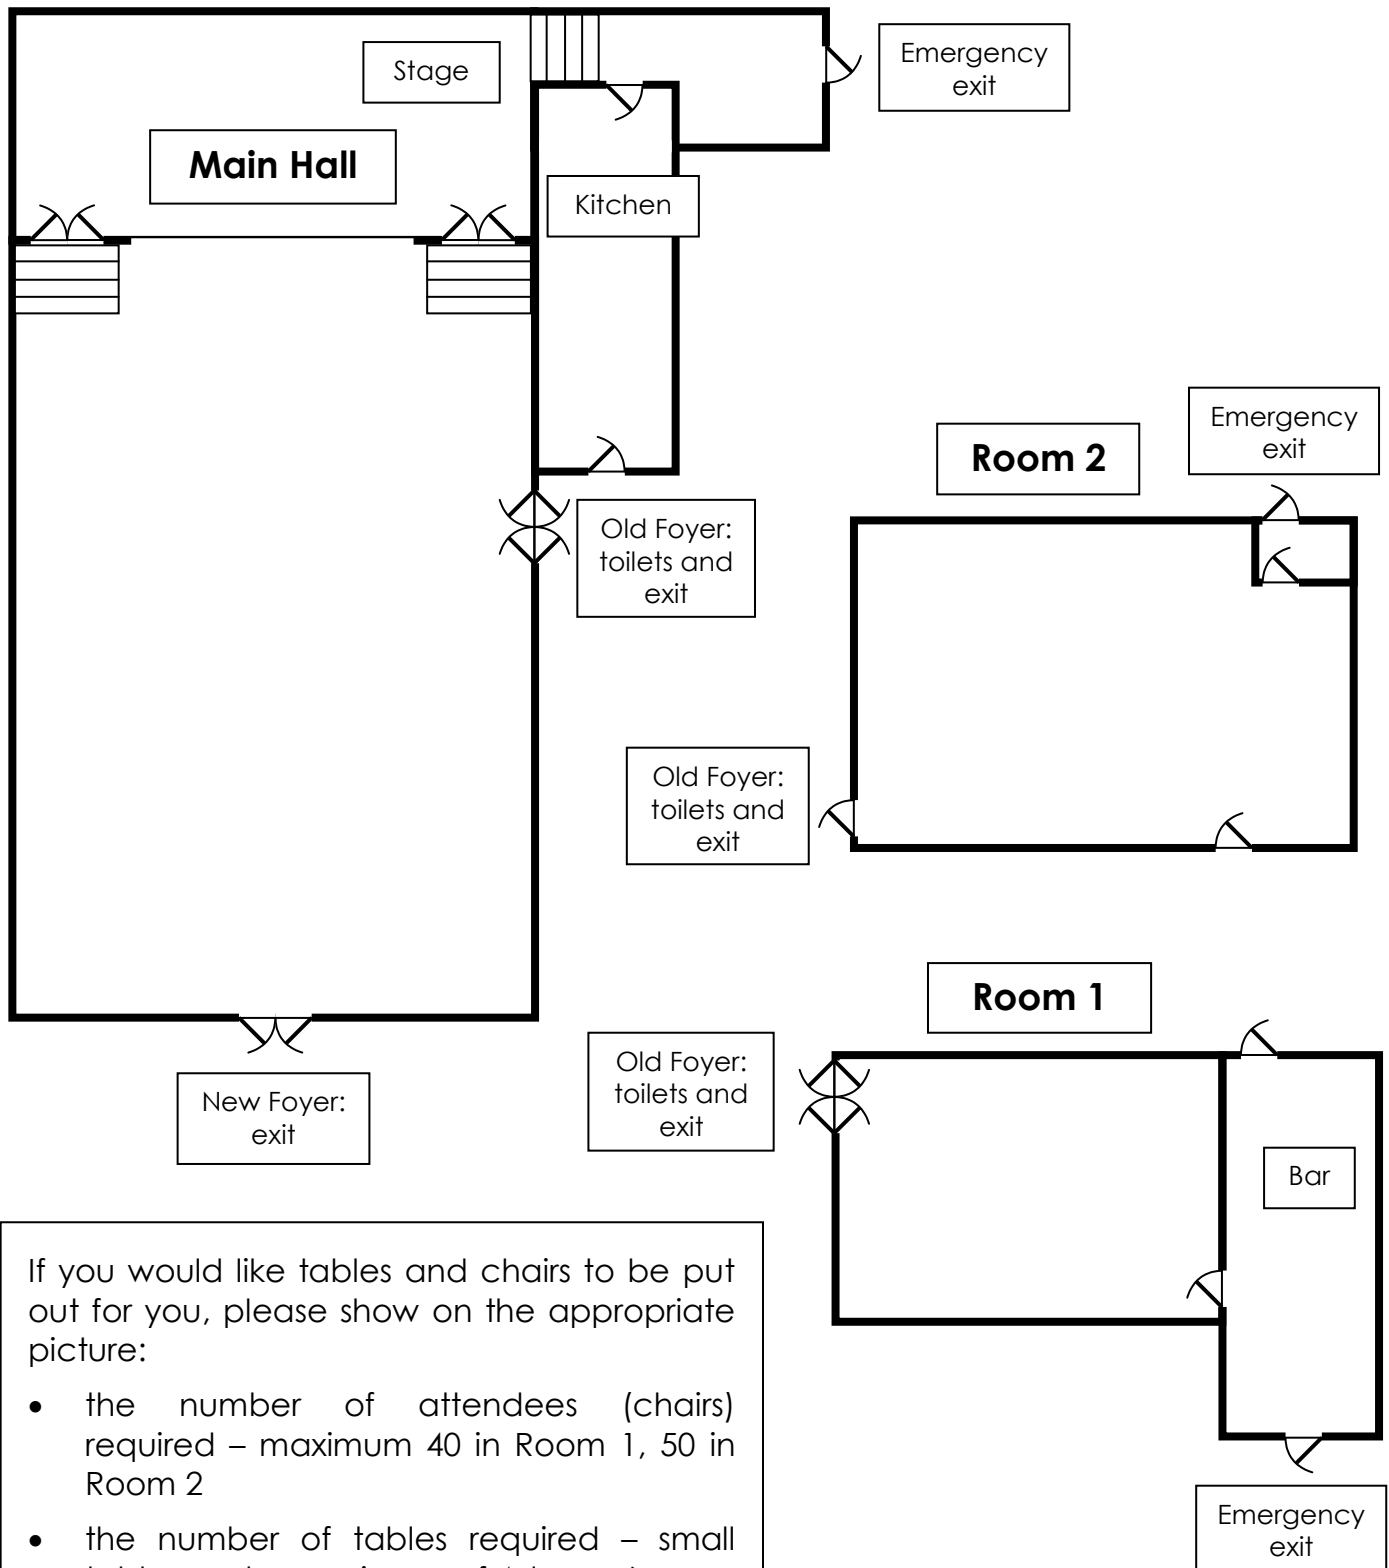 Stage
Emergency
exit
Main Hall
Kitchen
Emergency
exit
Room 2
Old Foyer:
toilets and
exit
Old Foyer:
toilets and
exit
Room 1
Old Foyer:
toilets and
exit
New Foyer:
exit
Bar
If you would like tables and chairs to be put
out for you, please show on the appropriate
picture:
• the number of attendees (chairs)
required – maximum 40 in Room 1, 50 in
Room 2
• the number of tables required – small
Emergency
exit